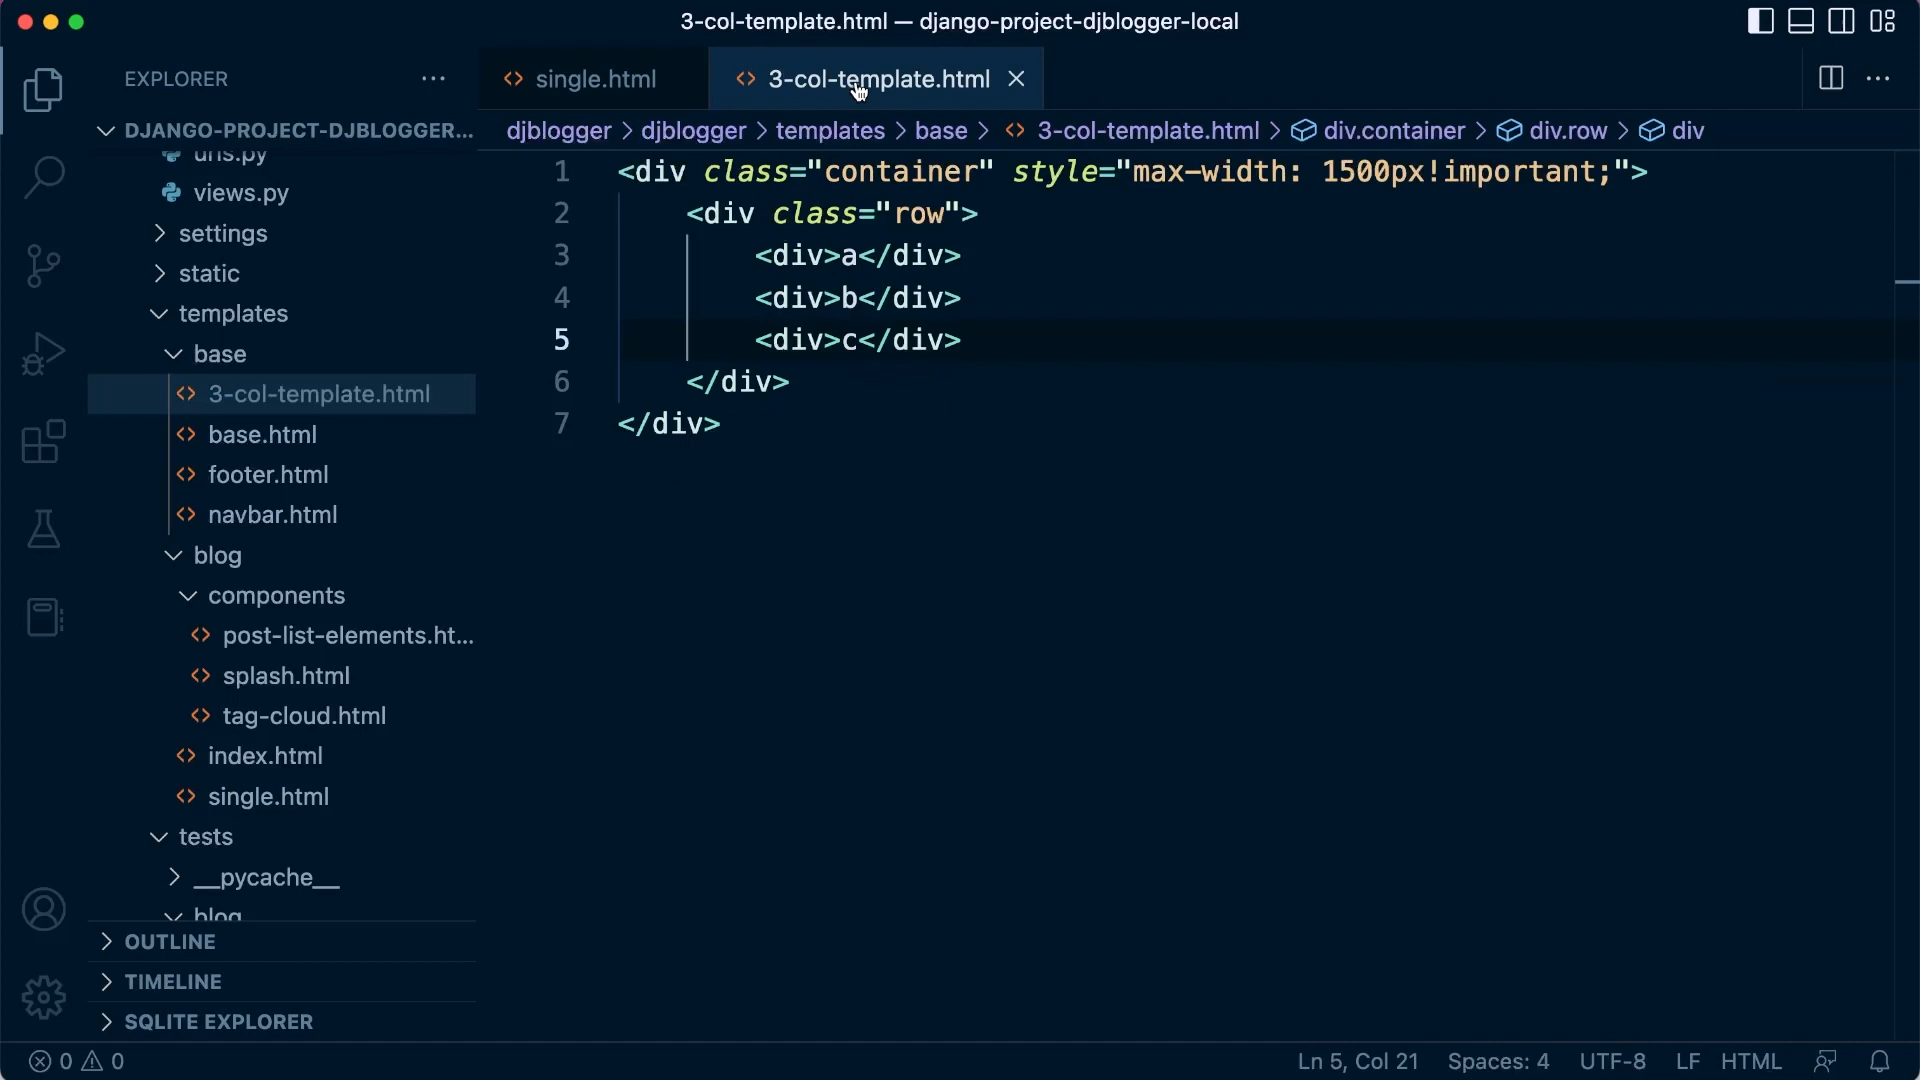 3-col-template.html — django-project-djblogger-local
EXPLORER
single.html
3-col-template.html
DJANGO-PROJECT-DJBLOGGER...
djblogger > djblogger > templates > base > 3-col-template.html > div.container > div.row > div
urls.py
views.py
settings
static
templates
base
3-col-template.html
base.html
footer.html
navbar.html
blog
components
post-list-elements.ht...
splash.html
tag-cloud.html
index.html
single.html
tests
__pycache__
blog
OUTLINE
TIMELINE
SQLITE EXPLORER
1 <div class="container" style="max-width: 1500px!important;">
2 <div class="row">
3 <div>a</div>
4 <div>b</div>
5 <div>c</div>
6 </div>
7 </div>
0 0
Ln 5, Col 21 Spaces: 4 UTF-8 LF HTML